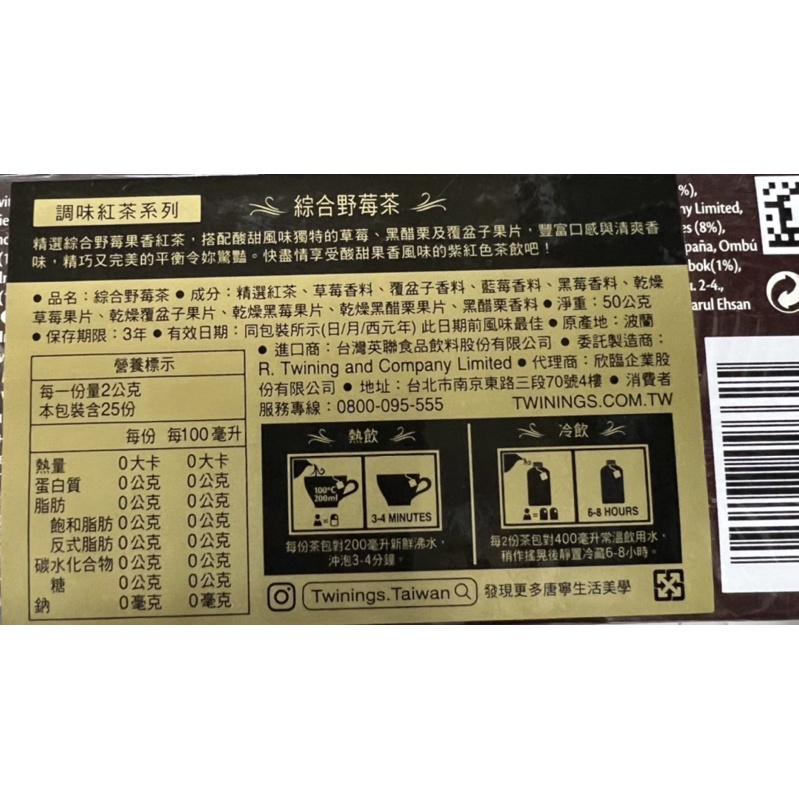 調味紅茶系列
綜合野莓茶
精選綜合野莓果香紅茶，搭配酸甜風味獨特的草莓、黑醋栗及覆盆子果片，豐富口感與清爽香
味，精巧又完美的平衡令妳驚豔。快盡情享受酸甜果香風味的紫紅色茶飲吧！
● 品名：綜合野莓茶 ● 成分：精選紅茶、草莓香料、覆盆子香料、藍莓香料、黑莓香料、乾燥
草莓果片、乾燥覆盆子果片、乾燥黑莓果片、乾燥黑醋栗果片、黑醋栗香料 ● 淨重：50公克
● 保存期限：3年 ● 有效日期：同包裝所示(日/月/西元年) 此日期前風味最佳 ● 原產地：波蘭
● 進口商：台灣英聯食品飲料股份有限公司 ● 委託製造商：
R. Twining and Company Limited ● 代理商：欣臨企業股
份有限公司 ● 地址：台北市南京東路三段70號4樓 ● 消費者
服務專線：0800-095-555
TWININGS.COM.TW
營養標示
每一份量2公克
本包裝含25份
每份 每100毫升
熱量 0大卡 0大卡
蛋白質 0公克 0公克
脂肪 0公克 0公克
飽和脂肪 0公克 0公克
反式脂肪 0公克 0公克
碳水化合物 0公克 0公克
糖 0公克 0公克
鈉 0毫克 0毫克
熱飲
100°C
200ml
3-4 MINUTES
每份茶包對200毫升新鮮沸水，
沖泡3-4分鐘。
冷飲
6-8 HOURS
每2份茶包對400毫升常溫飲用水，
稍作搖晃後靜置冷藏6-8小時。
Twinings.Taiwan
發現更多唐寧生活美學
%),
ny Limited,
es (8%),
paña, Ombú
bok(1%),
2-4.,
arul Ehsan